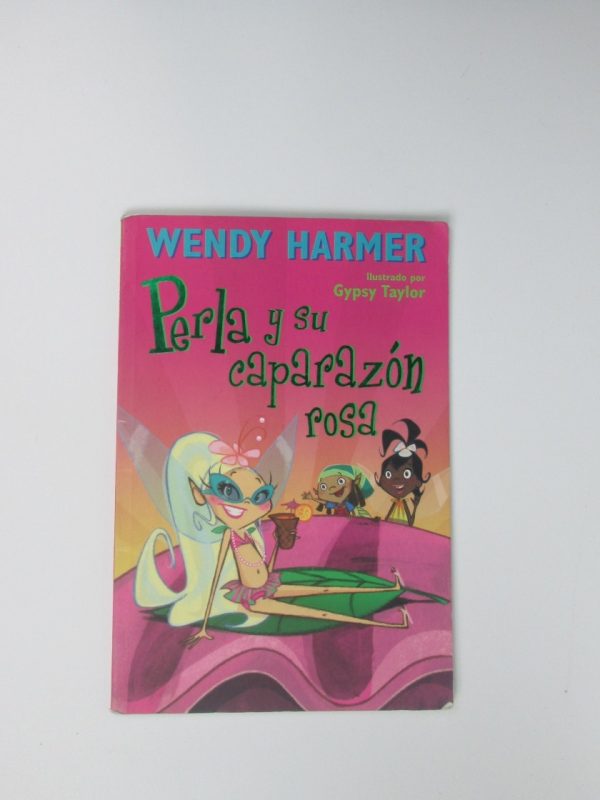 WENDY HARMER
Ilustrado por
Gypsy Taylor
Perla y su
caparazón
rosa